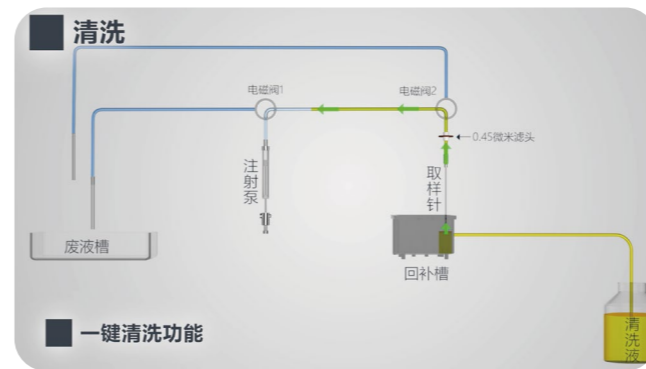 清洗
电磁阀1
电磁阀2
0.45微米滤头
注射泵
取样针
废液槽
回补槽
清洗液
一键清洗功能